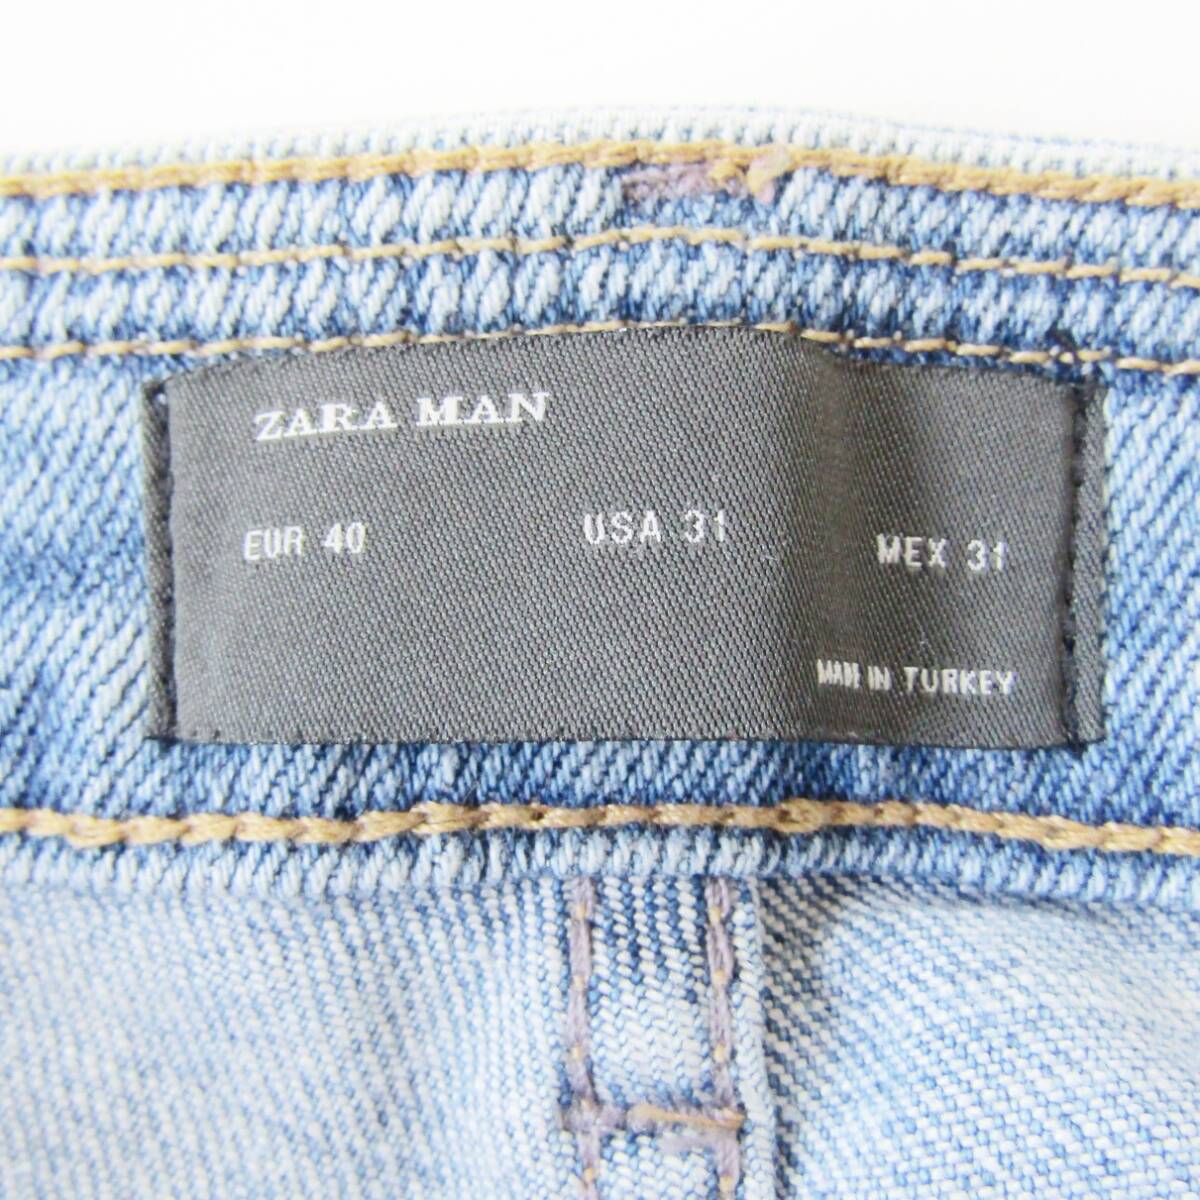 ZARA MAN
EUR 40 USA 31 MEX 31
MADE IN TURKEY